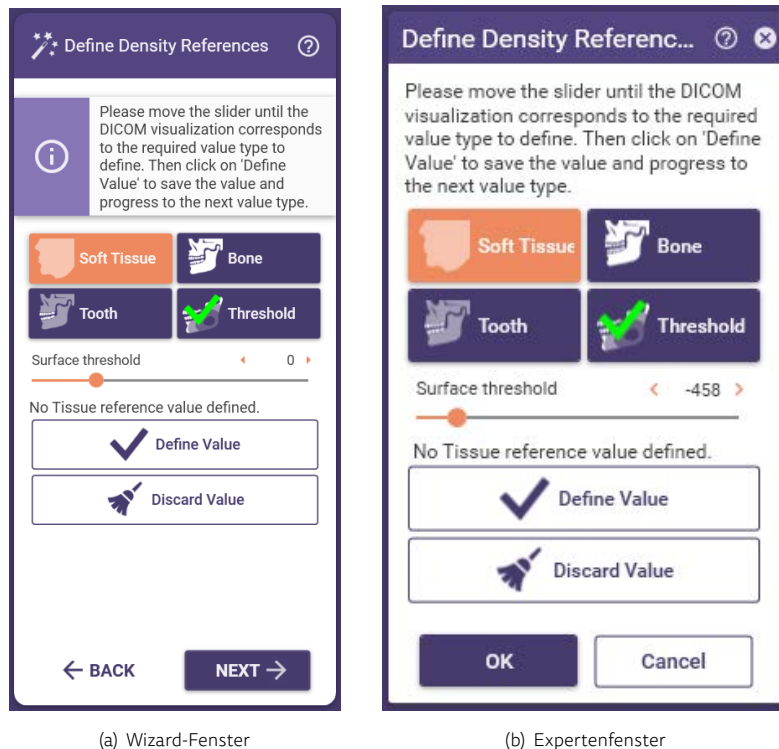 Define Density References
Please move the slider until the
DICOM visualization corresponds
to the required value type to
define. Then click on 'Define
Value' to save the value and
progress to the next value type.
Soft Tissue
Bone
Tooth
Threshold
Surface threshold
0
No Tissue reference value defined.
Define Value
Discard Value
BACK
NEXT
(a) Wizard-Fenster
Define Density Referenc...
Please move the slider until the DICOM
visualization corresponds to the required
value type to define. Then click on 'Define
Value' to save the value and progress to
the next value type.
Soft Tissue
Bone
Tooth
Threshold
Surface threshold
-458
No Tissue reference value defined.
Define Value
Discard Value
OK
Cancel
(b) Expertenfenster